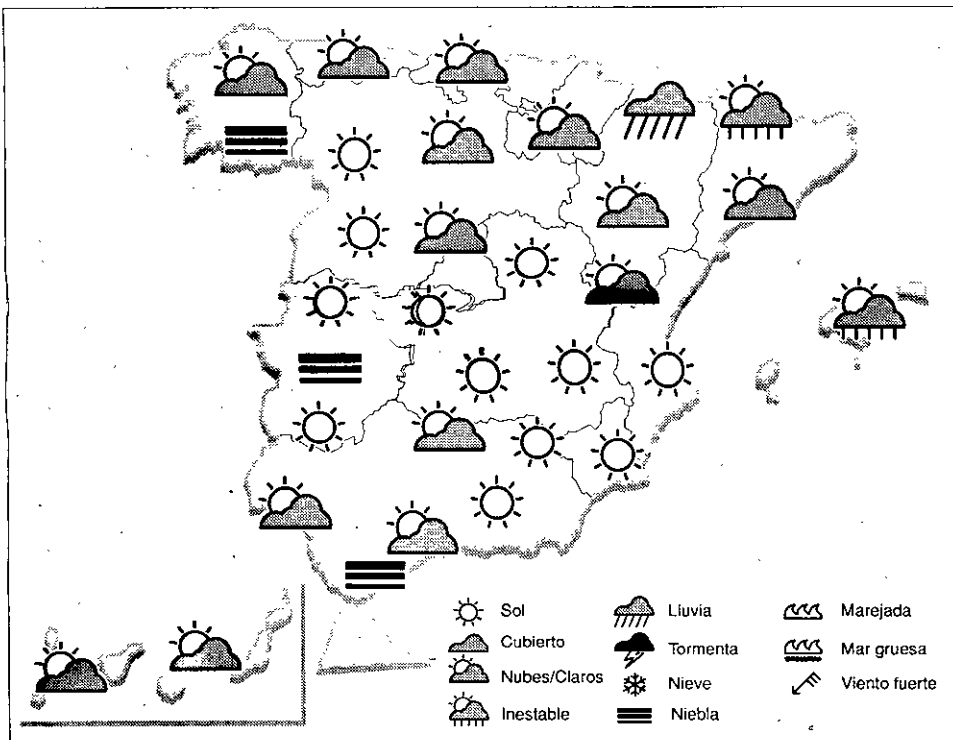 Sol
Cubierto
Nubes/Claros
Inestable
Lluvia
Tormenta
Nieve
Niebla
Marejada
Mar gruesa
Viento fuerte